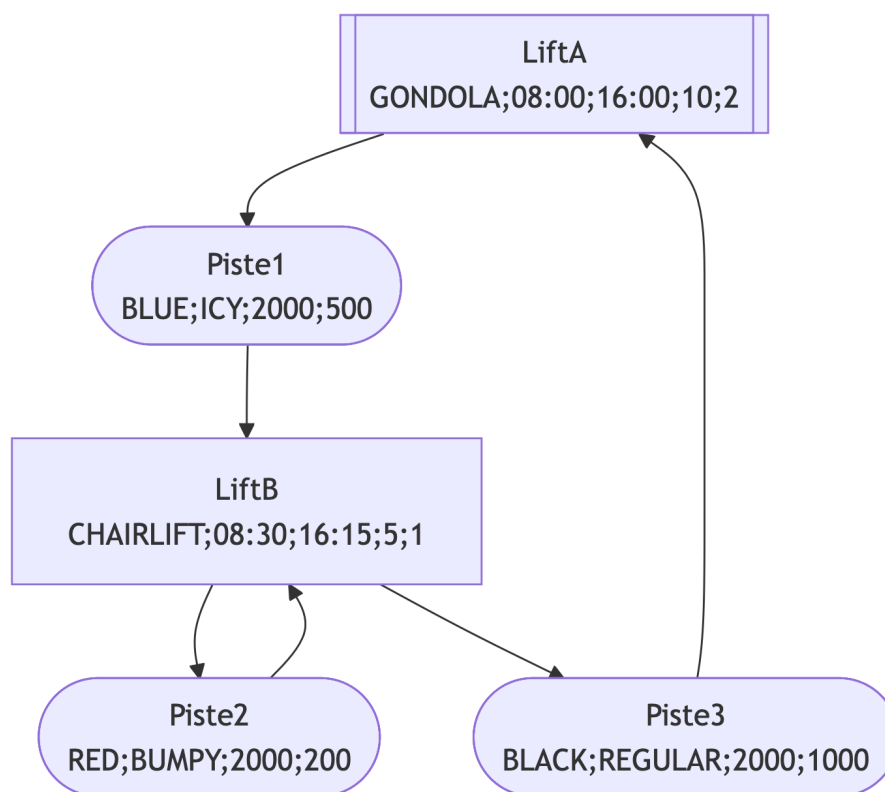 LiftA
GONDOLA;08:00;16:00;10;2
Piste1
BLUE;ICY;2000;500
LiftB
CHAIRLIFT;08:30;16:15;5;1
Piste2
RED;BUMPY;2000;200
Piste3
BLACK;REGULAR;2000;1000